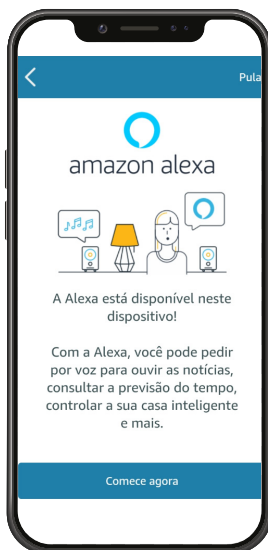 Pula
amazon alexa
A Alexa está disponível neste
dispositivo!
Com a Alexa, você pode pedir
por voz para ouvir as notícias,
consultar a previsão do tempo,
controlar a sua casa inteligente
e mais.
Comece agora